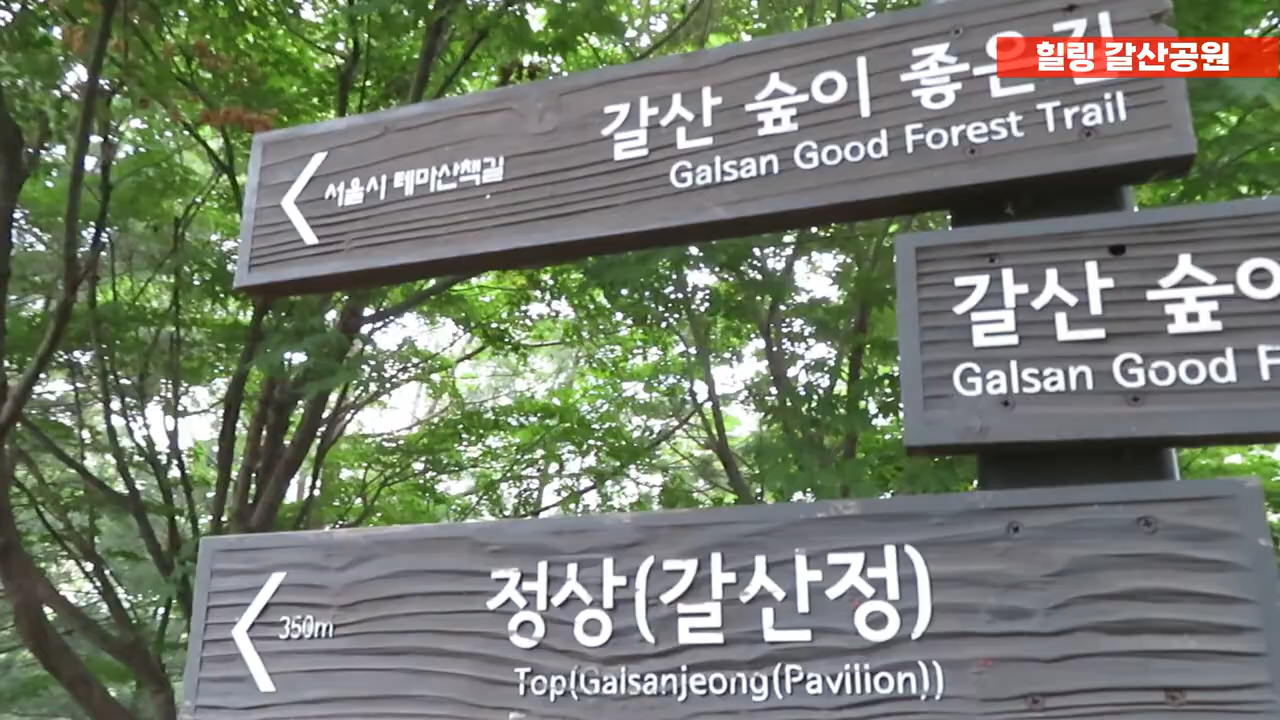 힐링 갈산공원
갈산 숲이 좋은길
Galsan Good Forest Trail
서울시 테마산책길
갈산 숲이
Galsan Good F
정상(갈산정)
350m
Top(Galsanjeong(Pavilion))